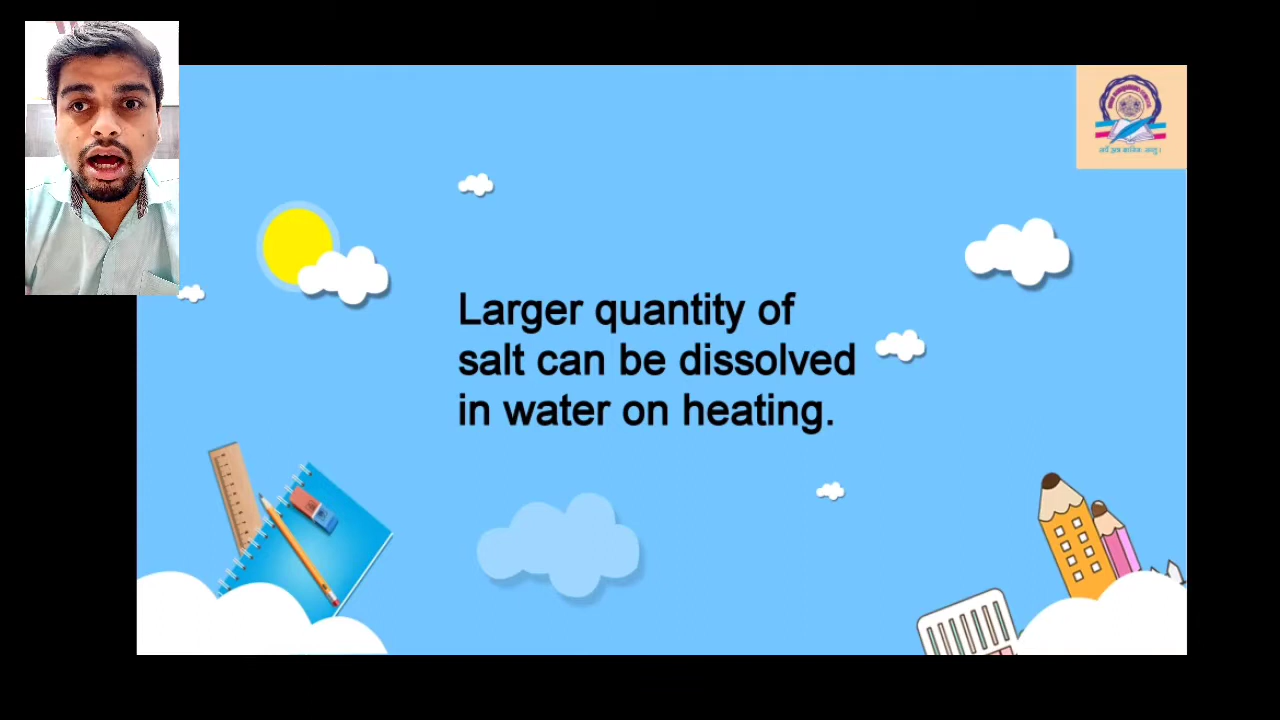 Larger quantity of
salt can be dissolved
in water on heating.